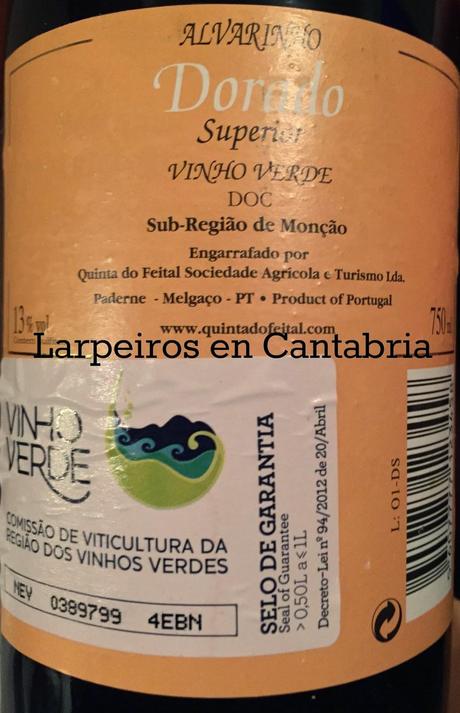 ALVARINHO
Dorado
Superior
VINHO VERDE
DOC
Sub-Região de Monção
Engarrafado por
Quinta do Feital Sociedade Agrícola e Turismo Lda.
Paderne - Melgaço - PT • Product of Portugal
13% vol
www.quintadofeital.com
750
Larpeiros en Cantabria
VINHO
VERDE
COMISSÃO DE VITICULTURA DA
REGIÃO DOS VINHOS VERDES
NEY 0389799 4EBN
SELO DE GARANTIA
Seal of Guarantee
> 0,50L a ≤ 1L
Decreto-Lei nº 94/2012 de 20/Abril
L: 01-DS